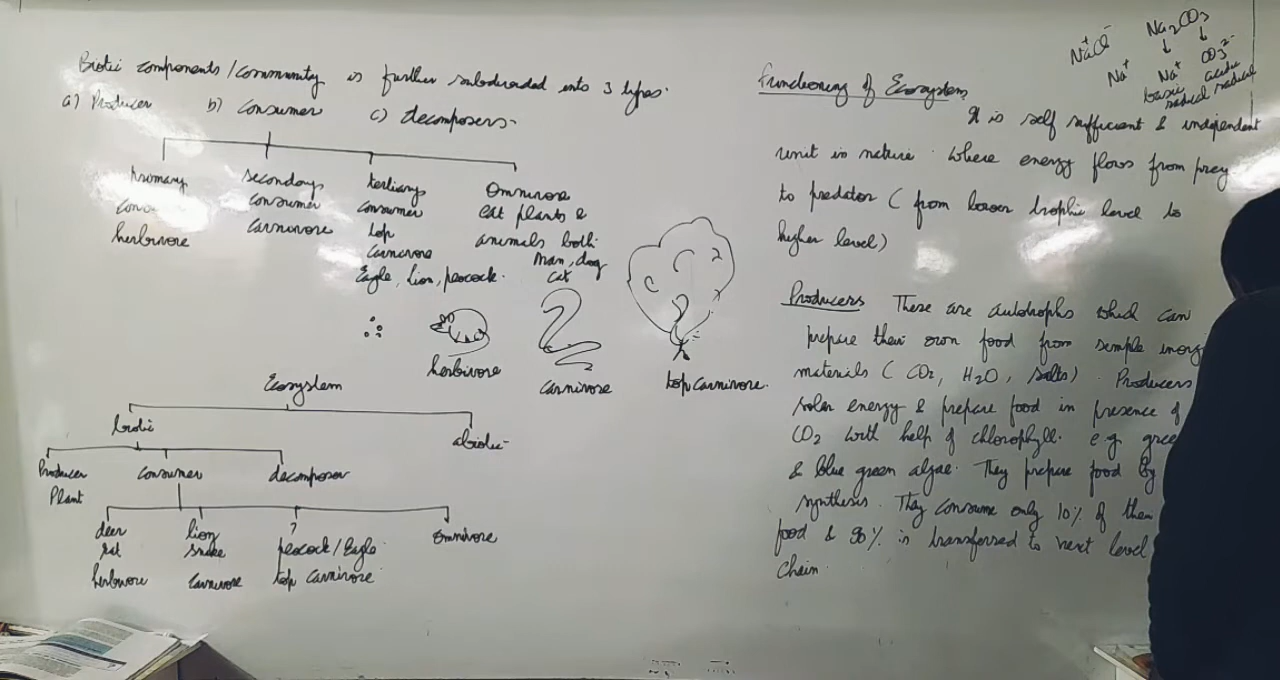 Biotic components/community is further subdivided into 3 types.
a) Producer b) Consumer c) decomposers.
Primary
herbivore
Secondary
Consumer
Carnivore
tertiary
Consumer
top
Carnivore
Eagle, Lion, peacock.
Omnivore
eat plants &
animals both.
Man, dog
Cat
herbivore
Carnivore
top Carnivore.
Ecosystem
biotic
abiotic
Producer
Plant
Consumer
decomposer
deer
rat
herbivore
lion
snake
Carnivore
?
peacock/Eagle
top Carnivore
Omnivore
Na+Cl-
Na+
Na2CO3
Na+
basic
radical
CO3 2-
acidic
radical
Functioning of Ecosystem
It is self sufficient & independent
unit in nature. Where energy flows from prey
to predator (from lower trophic level to
higher level)
Producers These are autotrophs which can
prepare their own food from simple
materials (CO2, H2O, salts). Producers
solar energy & prepare food in presence of
CO2 with help of chlorophyll. e.g.
& blue green algae. They prepare food by
synthesis. They consume only 10% of
food & 90% is transferred to next level
Chain.